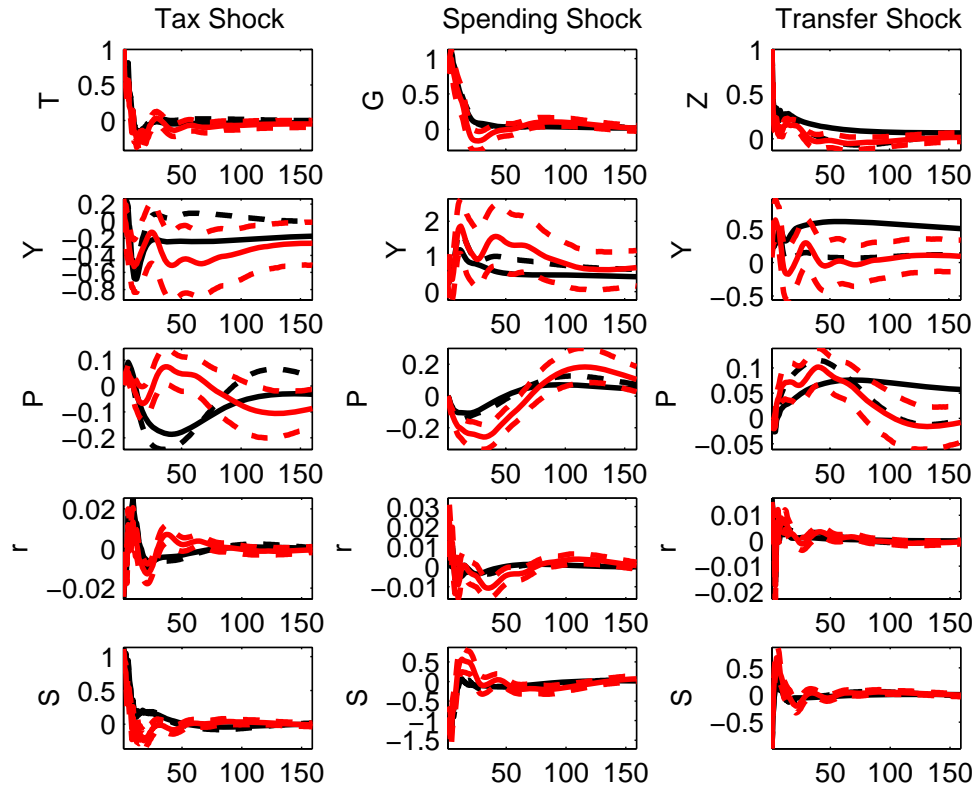 Tax Shock Spending Shock Transfer Shock
T 1 0.5 0 50 100 150
G 1 0.5 0 50 100 150
Z 1 0.5 0 50 100 150
Y 0.2 0 −0.2 −0.4 −0.6 −0.8 50 100 150
Y 2 1 0 50 100 150
Y 0.5 0 −0.5 50 100 150
P 0.1 0 −0.1 −0.2 50 100 150
P 0.2 0 −0.2 50 100 150
P 0.1 0.05 0 −0.05 50 100 150
r 0.02 0 −0.02 50 100 150
r 0.03 0.02 0.01 0 −0.01 50 100 150
r 0.01 0 −0.01 −0.02 50 100 150
S 1 0.5 0 50 100 150
S 0.5 0 −0.5 −1 −1.5 50 100 150
S 0.5 0 −0.5 50 100 150